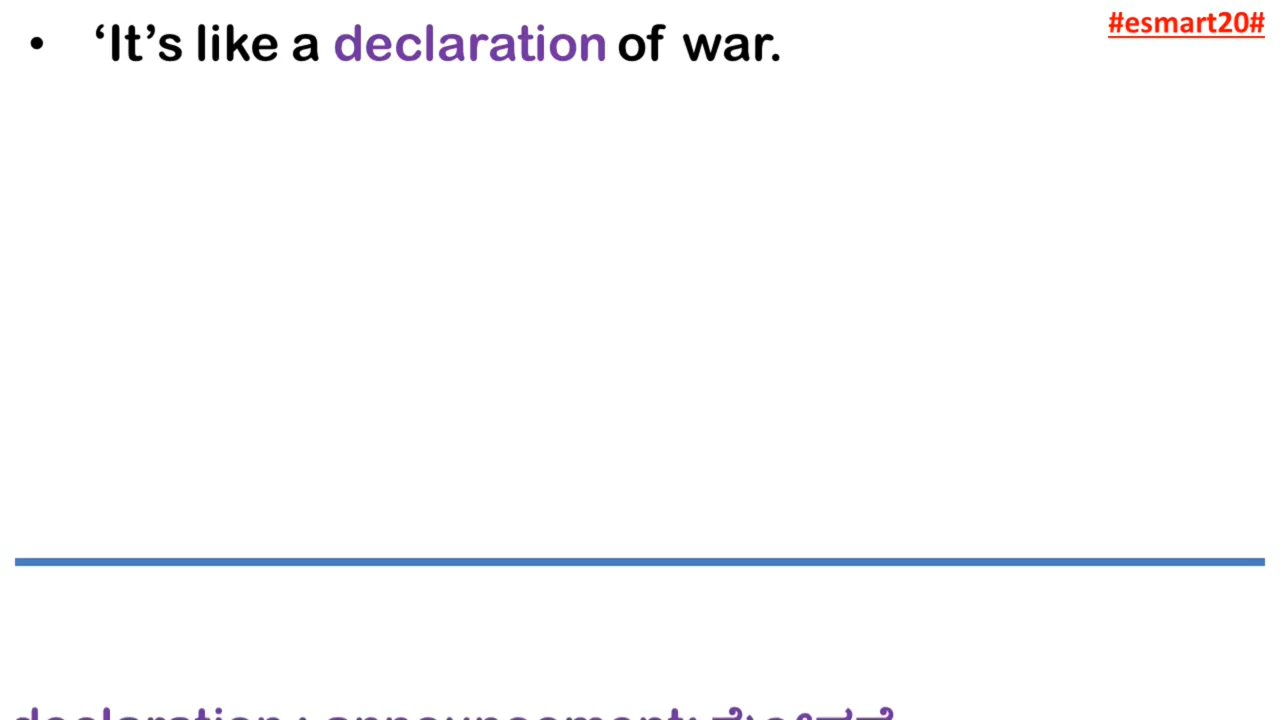 • ‘It’s like a declaration of war.
#esmart20#
declaration : announcement: